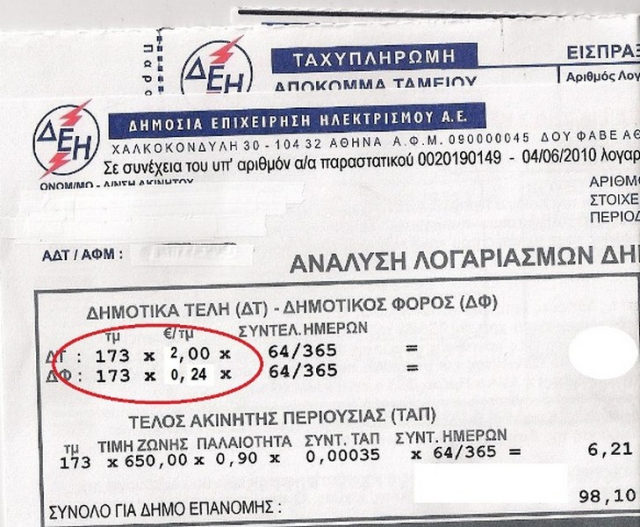 ΔΕΗ
ΤΑΧΥΠΛΗΡΩΜΗ
ΕΙΣΠΡΑΞ
ΑΠΟΚΟΜΜΑ ΤΑΜΕΙΟΥ
Αριθμός Λογ
ΔΕΗ
ΔΗΜΟΣΙΑ ΕΠΙΧΕΙΡΗΣΗ ΗΛΕΚΤΡΙΣΜΟΥ Α.Ε.
ΧΑΛΚΟΚΟΝΔΥΛΗ 30 - 104 32 ΑΘΗΝΑ Α.Φ.Μ. 090000045 ΔΟΥ ΦΑΒΕ ΑΘ
Σε συνέχεια του υπ' αριθμόν α/α παραστατικού 0020190149 - 04/06/2010 λογαρ
ΑΡΙΘΜΟ
ΣΤΟΙΧΕ
ΠΕΡΙΟΔ
ΑΔΤ / ΑΦΜ :
ΑΝΑΛΥΣΗ ΛΟΓΑΡΙΑΣΜΩΝ ΔΗ
ΔΗΜΟΤΙΚΑ ΤΕΛΗ (ΔΤ) - ΔΗΜΟΤΙΚΟΣ ΦΟΡΟΣ (ΔΦ)
τμ €/τμ ΣΥΝΤΕΛ. ΗΜΕΡΩΝ
ΔΤ : 173 x 2,00 x 64/365 =
ΔΦ : 173 x 0,24 x 64/365 =
ΤΕΛΟΣ ΑΚΙΝΗΤΗΣ ΠΕΡΙΟΥΣΙΑΣ (ΤΑΠ)
τμ ΤΙΜΗ ΖΩΝΗΣ ΠΑΛΑΙΟΤΗΤΑ ΣΥΝΤ. ΤΑΠ ΣΥΝΤ. ΗΜΕΡΩΝ
173 x 650,00 x 0,90 x 0,00035 x 64/365 = 6,21
ΣΥΝΟΛΟ ΓΙΑ ΔΗΜΟ ΕΠΑΝΟΜΗΣ : 98,10